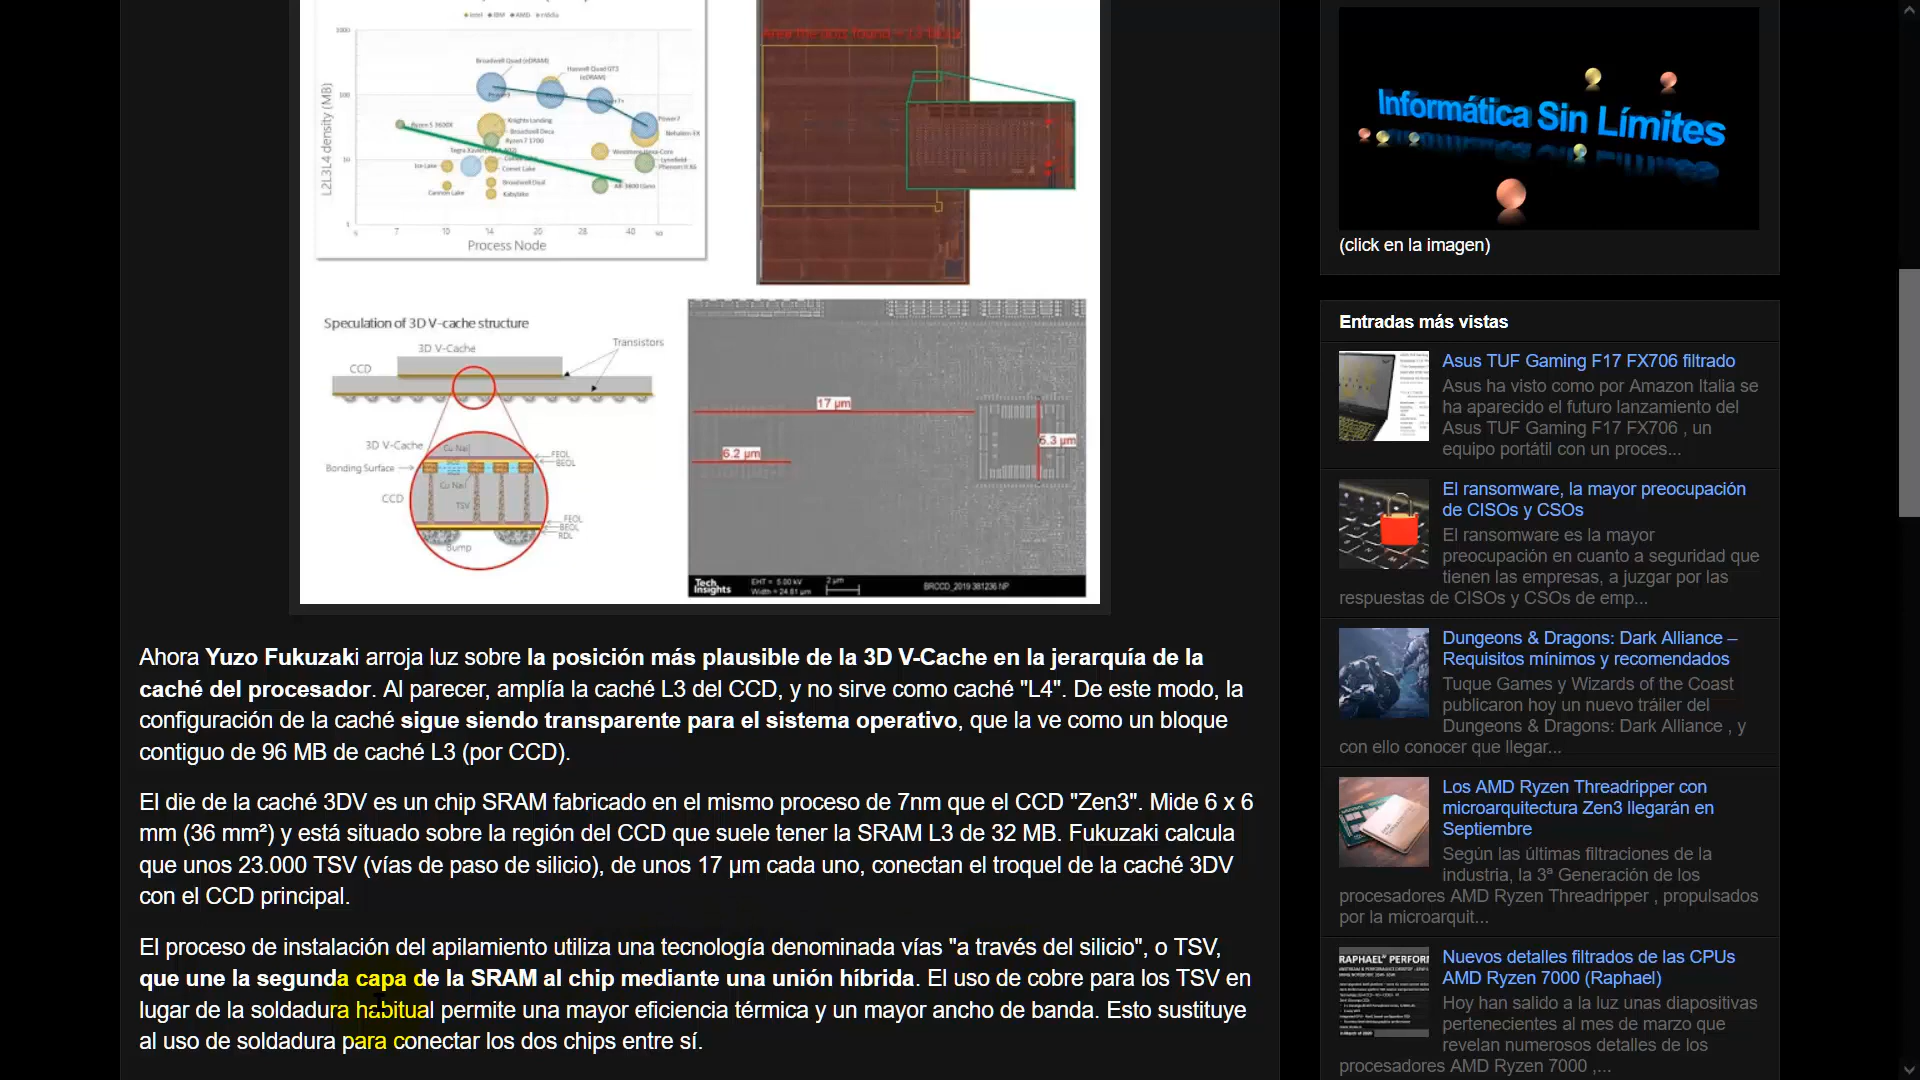 Intel IBM AMD média
1000
100
10
1
L2L3L4 density (MB)
Broadwell Quad (eDRAM)
Haswell Quad GT3
(eDRAM)
Power7+
Power7
Ryzen 5 3600X
Knights Landing
Broadwell Deca
Ryzen 7 1700
Ice Lake
Comet Lake
Cannon Lake
Broadwell Dual
Kabylake
Phenom II X6
5 7 10 14 20 28 40
Process Node
Speculation of 3D V-cache structure
3D V-Cache
Transistors
CCD
3D V-Cache
Cu Nail
FEOL
BEOL
Bonding Surface
Cu Nail
CCD
TSV
FEOL
BEOL
RDL
Bump
17 µm
6.2 µm
5.3 µm
Tech
Insights
EHT = 5.00 kV
Width = 24.81 µm
2 µm
Ahora Yuzo Fukuzaki arroja luz sobre la posición más plausible de la 3D V-Cache en la jerarquía de la
caché del procesador. Al parecer, amplía la caché L3 del CCD, y no sirve como caché "L4". De este modo, la
configuración de la caché sigue siendo transparente para el sistema operativo, que la ve como un bloque
contiguo de 96 MB de caché L3 (por CCD).
El die de la caché 3DV es un chip SRAM fabricado en el mismo proceso de 7nm que el CCD "Zen3". Mide 6 x 6
mm (36 mm²) y está situado sobre la región del CCD que suele tener la SRAM L3 de 32 MB. Fukuzaki calcula
que unos 23.000 TSV (vías de paso de silicio), de unos 17 μm cada uno, conectan el troquel de la caché 3DV
con el CCD principal.
El proceso de instalación del apilamiento utiliza una tecnología denominada vías "a través del silicio", o TSV,
que une la segunda capa de la SRAM al chip mediante una unión híbrida. El uso de cobre para los TSV en
lugar de la soldadura habitual permite una mayor eficiencia térmica y un mayor ancho de banda. Esto sustituye
al uso de soldadura para conectar los dos chips entre sí.
Informática Sin Límites
(click en la imagen)
Entradas más vistas
Asus TUF Gaming F17 FX706 filtrado
Asus ha visto como por Amazon Italia se
ha aparecido el futuro lanzamiento del
Asus TUF Gaming F17 FX706 , un
equipo portátil con un proces...
El ransomware, la mayor preocupación
de CISOs y CSOs
El ransomware es la mayor
preocupación en cuanto a seguridad que
tienen las empresas, a juzgar por las
respuestas de CISOs y CSOs de emp...
Dungeons & Dragons: Dark Alliance –
Requisitos mínimos y recomendados
Tuque Games y Wizards of the Coast
publicaron hoy un nuevo tráiler del
Dungeons & Dragons: Dark Alliance , y
con ello conocer que llegar...
Los AMD Ryzen Threadripper con
microarquitectura Zen3 llegarán en
Septiembre
Según las últimas filtraciones de la
industria, la 3ª Generación de los
procesadores AMD Ryzen Threadripper , propulsados
por la microarquit...
RAPHAEL" PERFORM
Nuevos detalles filtrados de las CPUs
AMD Ryzen 7000 (Raphael)
Hoy han salido a la luz unas diapositivas
pertenecientes al mes de marzo que
revelan numerosos detalles de los
procesadores AMD Ryzen 7000 ,...